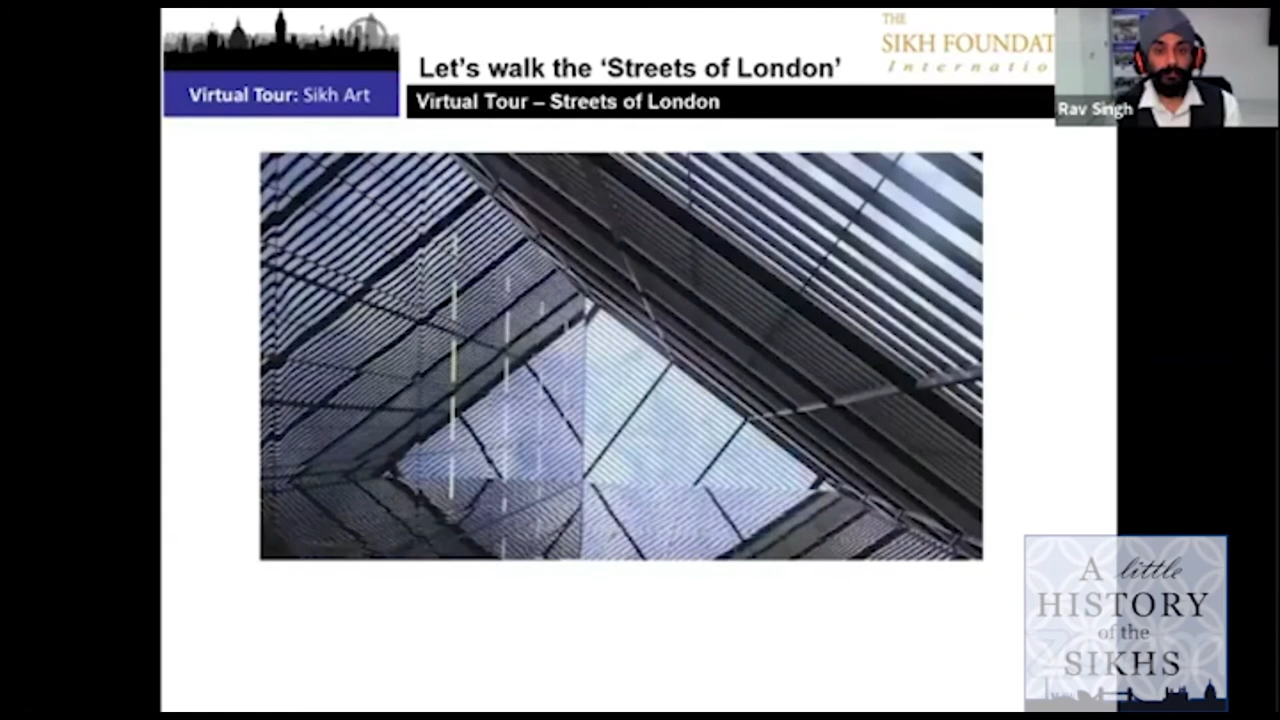 Virtual Tour: Sikh Art
Let's walk the 'Streets of London'
Virtual Tour – Streets of London
THE
SIKH FOUNDAT
Internatio
Rav Singh
A little
HISTORY
of the
SIKHS